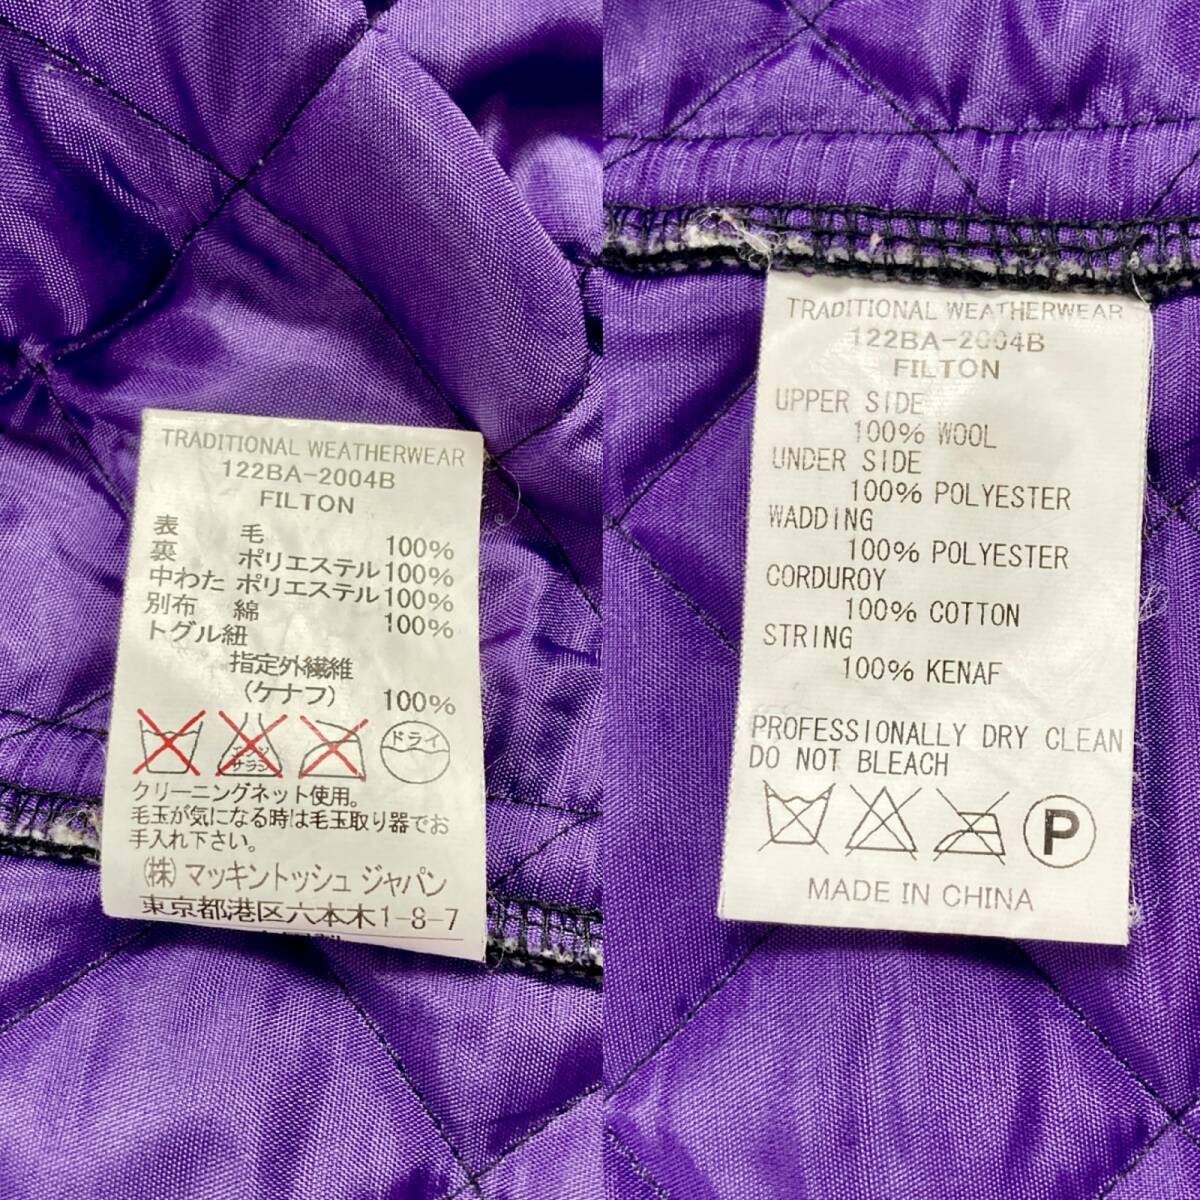 TRADITIONAL WEATHERWEAR
122BA-2004B
FILTON
表 毛 100%
裏 ポリエステル 100%
中わた ポリエステル 100%
別布 綿 100%
トグル紐
指定外繊維
(ケナフ) 100%
エンソ
サラシ
ドライ
クリーニングネット使用。
毛玉が気になる時は毛玉取り器でお
手入れ下さい。
(株)マッキントッシュ ジャパン
東京都港区六本木1-8-7
TRADITIONAL WEATHERWEAR
122BA-2004B
FILTON
UPPER SIDE
100% WOOL
UNDER SIDE
100% POLYESTER
WADDING
100% POLYESTER
CORDUROY
100% COTTON
STRING
100% KENAF
PROFESSIONALLY DRY CLEAN
DO NOT BLEACH
P
MADE IN CHINA